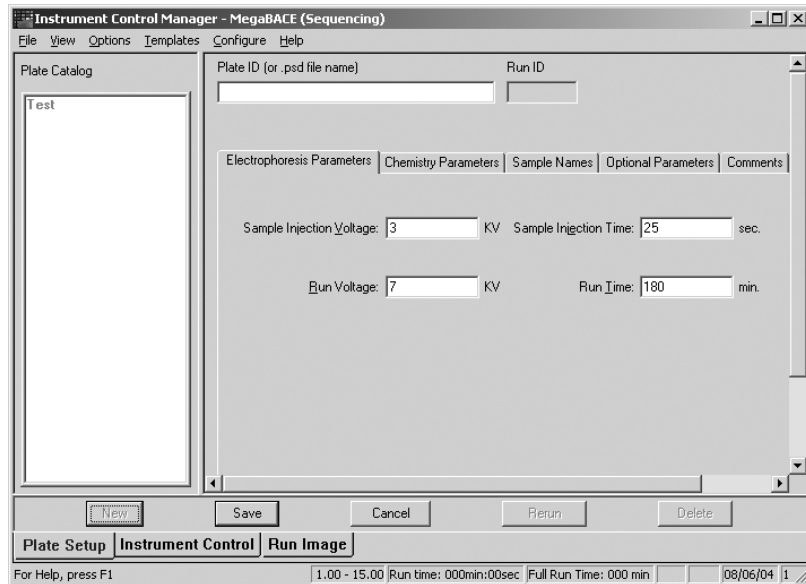 Instrument Control Manager - MegaBACE (Sequencing)
File View Options Templates Configure Help
Plate Catalog
Test
Plate ID (or .psd file name) Run ID
Electrophoresis Parameters Chemistry Parameters Sample Names Optional Parameters Comments
Sample Injection Voltage: 3 KV Sample Injection Time: 25 sec.
Run Voltage: 7 KV Run Time: 180 min.
New Save Cancel Rerun Delete
Plate Setup Instrument Control Run Image
For Help, press F1 1.00 - 15.00 Run time: 000min:00sec Full Run Time: 000 min 08/06/04 1